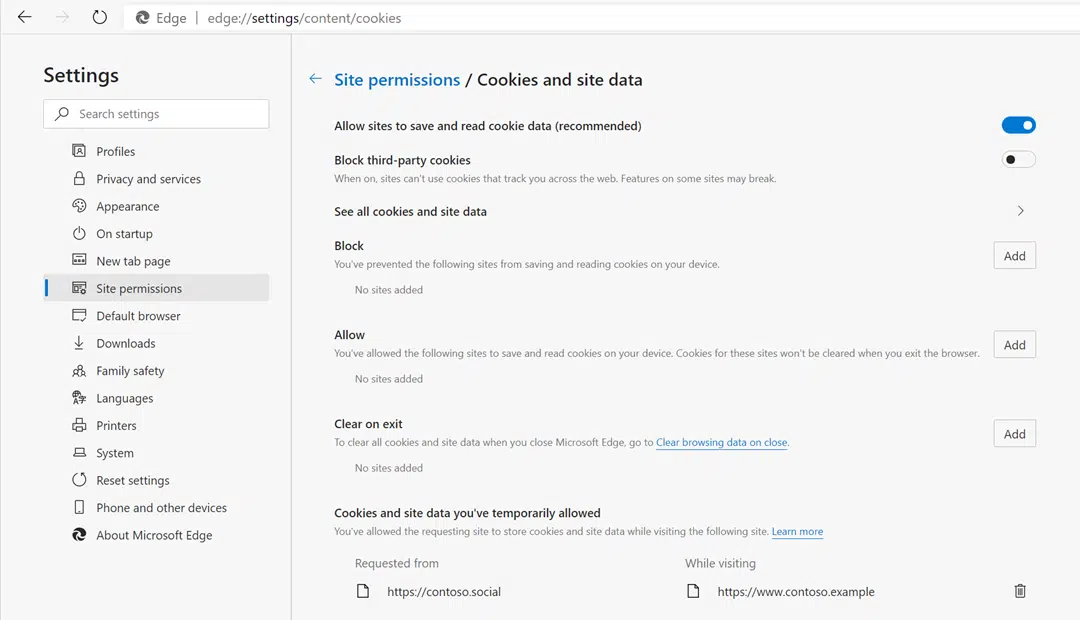 Edge | edge://settings/content/cookies
Settings
Search settings
Profiles
Privacy and services
Appearance
On startup
New tab page
Site permissions
Default browser
Downloads
Family safety
Languages
Printers
System
Reset settings
Phone and other devices
About Microsoft Edge
Site permissions / Cookies and site data
Allow sites to save and read cookie data (recommended)
Block third-party cookies
When on, sites can't use cookies that track you across the web. Features on some sites may break.
See all cookies and site data
Block
Add
You've prevented the following sites from saving and reading cookies on your device.
No sites added
Allow
Add
You've allowed the following sites to save and read cookies on your device. Cookies for these sites won't be cleared when you exit the browser.
No sites added
Clear on exit
Add
To clear all cookies and site data when you close Microsoft Edge, go to Clear browsing data on close.
No sites added
Cookies and site data you've temporarily allowed
You've allowed the requesting site to store cookies and site data while visiting the following site. Learn more
Requested from While visiting
https://contoso.social https://www.contoso.example